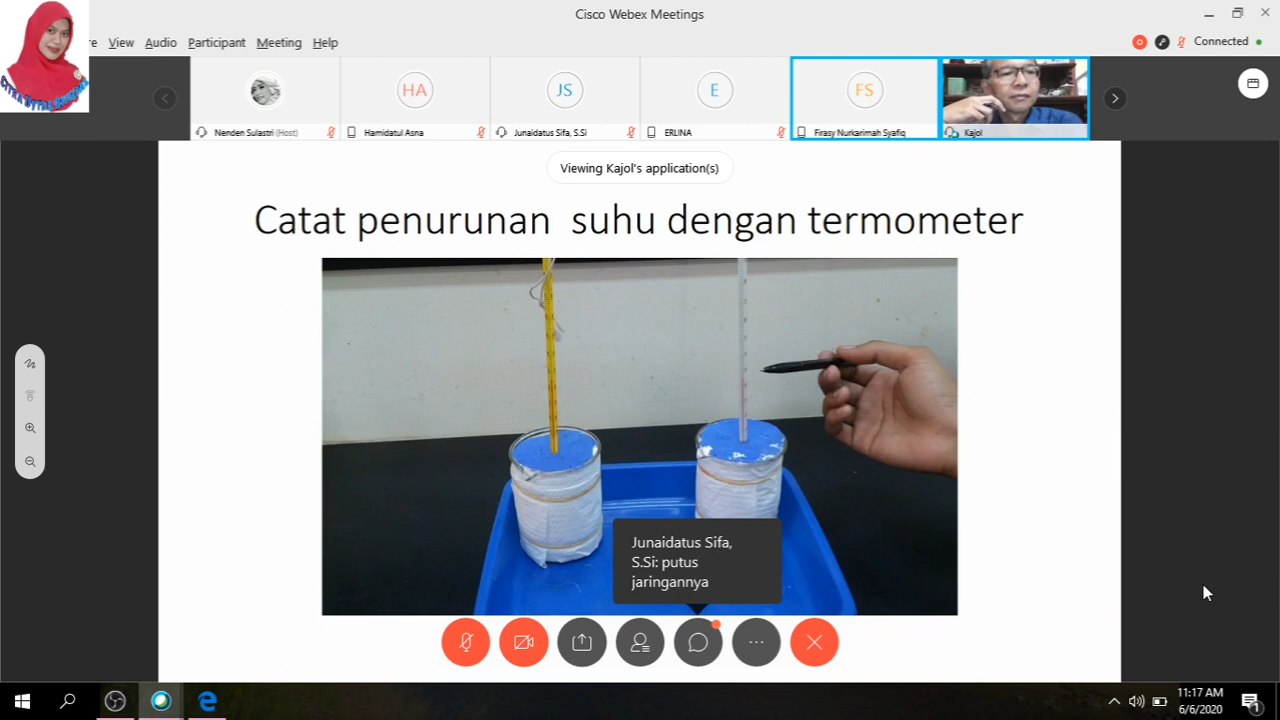 Cisco Webex Meetings
View Audio Participant Meeting Help
Connected
HA
JS
E
FS
Nenden Sulastri (Host)
Hamidatul Asna
Junaidatus Sifa, S.Si
ERLINA
Firasy Nurkarimah Syafiq
Kajol
Viewing Kajol's application(s)
Catat penurunan suhu dengan termometer
Junaidatus Sifa,
S.Si: putus
jaringannya
11:17 AM
6/6/2020
1